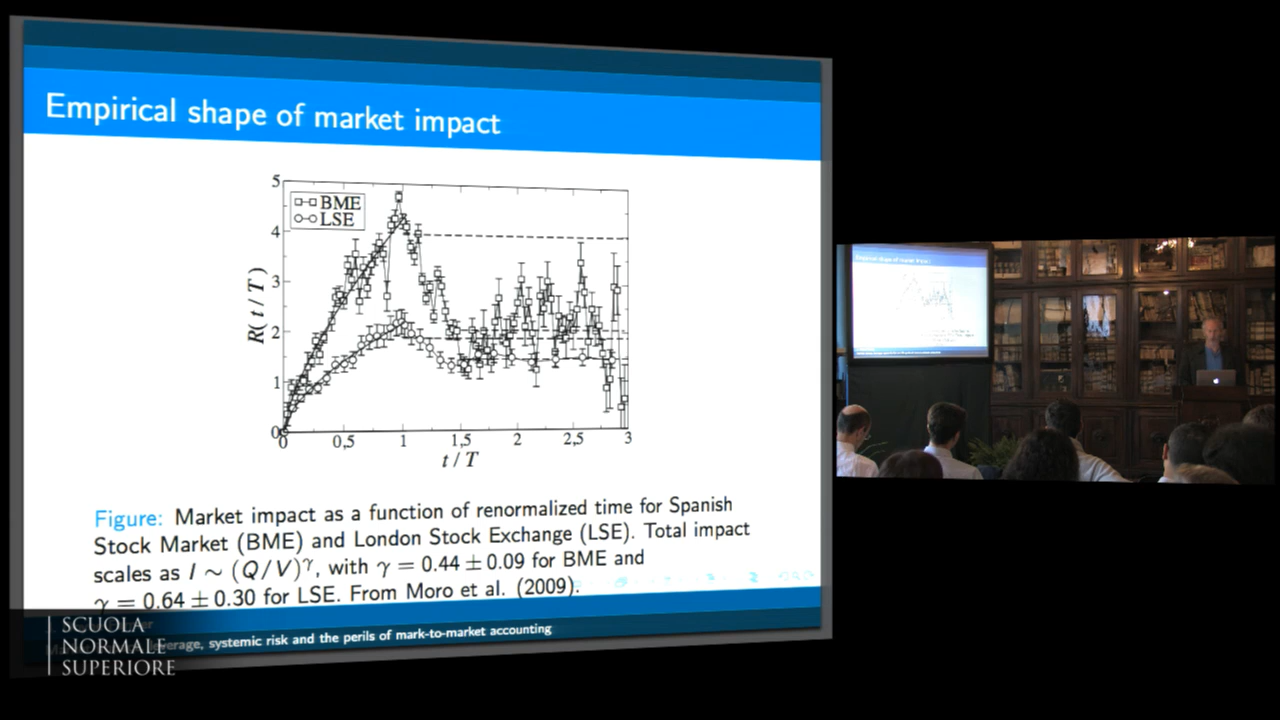 Empirical shape of market impact
5
4
3
2
1
0
R(t/T)
BME
LSE
0
0,5
1
1,5
2
2,5
3
t/T
Figure: Market impact as a function of renormalized time for Spanish
Stock Market (BME) and London Stock Exchange (LSE). Total impact
scales as I ∼ (Q/V)^γ, with γ = 0.44 ± 0.09 for BME and
γ = 0.64 ± 0.30 for LSE. From Moro et al. (2009).
systemic risk and the perils of mark-to-market accounting
SCUOLA
NORMALE
SUPERIORE